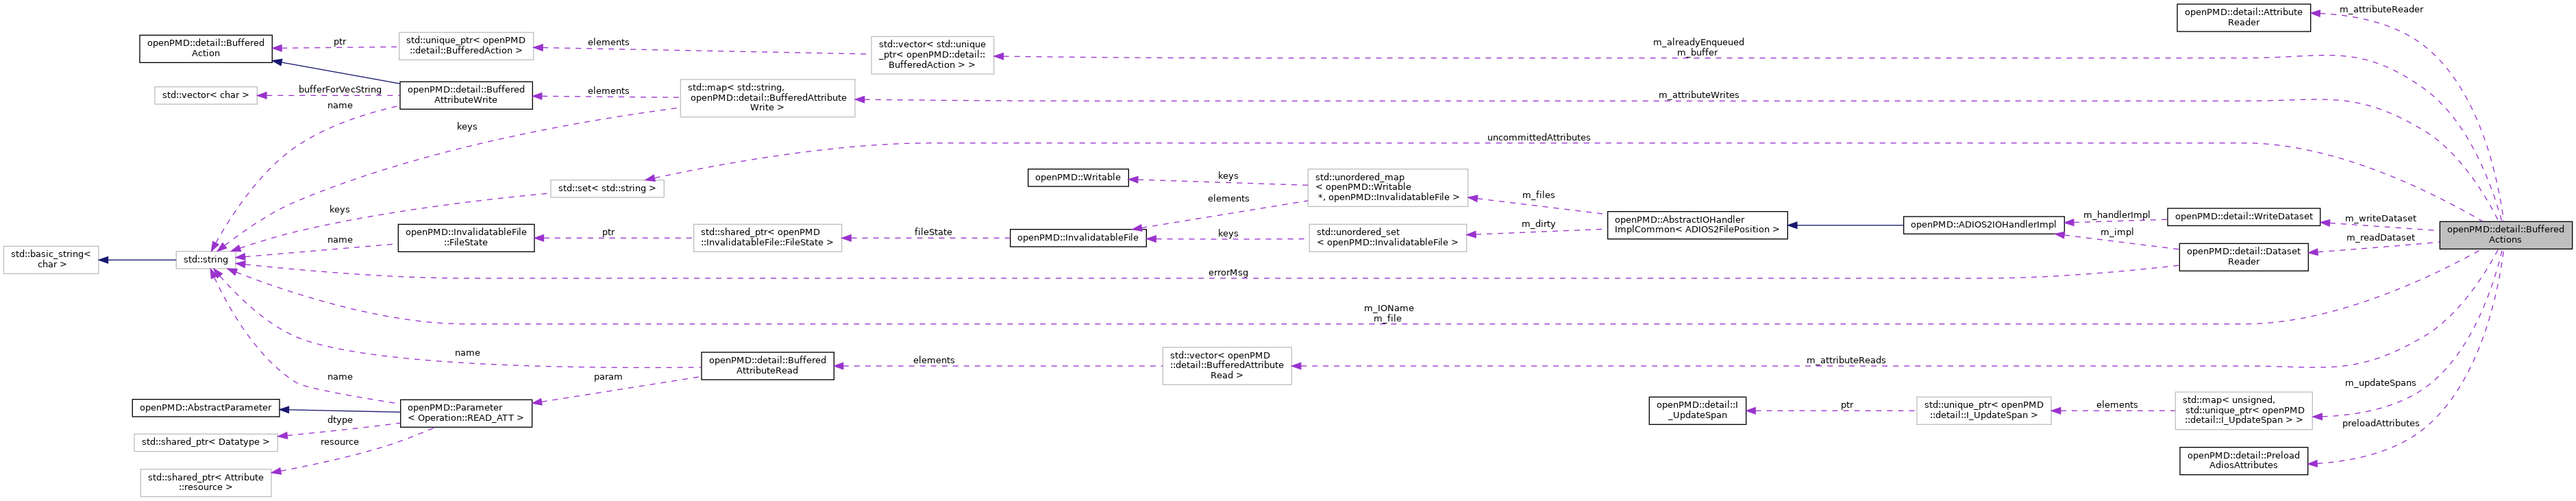 openPMD::detail::Attribute
Reader
m_attributeReader
openPMD::detail::Buffered
Action
ptr
std::unique_ptr< openPMD
::detail::BufferedAction >
elements
std::vector< std::unique
_ptr< openPMD::detail::
BufferedAction > >
m_alreadyEnqueued
m_buffer
std::vector< char >
bufferForVecString
name
openPMD::detail::Buffered
AttributeWrite
elements
keys
std::map< std::string,
openPMD::detail::BufferedAttribute
Write >
m_attributeWrites
uncommittedAttributes
std::set< std::string >
keys
openPMD::Writable
keys
elements
std::unordered_map
< openPMD::Writable
*, openPMD::InvalidatableFile >
m_files
std::basic_string<
char >
std::string
name
openPMD::InvalidatableFile
::FileState
ptr
std::shared_ptr< openPMD
::InvalidatableFile::FileState >
fileState
openPMD::InvalidatableFile
keys
std::unordered_set
< openPMD::InvalidatableFile >
m_dirty
openPMD::AbstractIOHandler
ImplCommon< ADIOS2FilePosition >
openPMD::ADIOS2IOHandlerImpl
m_handlerImpl
m_impl
openPMD::detail::WriteDataset
openPMD::detail::Dataset
Reader
m_writeDataset
m_readDataset
openPMD::detail::Buffered
Actions
errorMsg
m_IOName
m_file
name
openPMD::detail::Buffered
AttributeRead
elements
std::vector< openPMD
::detail::BufferedAttribute
Read >
m_attributeReads
name
param
openPMD::AbstractParameter
openPMD::Parameter
< Operation::READ_ATT >
dtype
std::shared_ptr< Datatype >
resource
std::shared_ptr< Attribute
::resource >
openPMD::detail::I
_UpdateSpan
ptr
std::unique_ptr< openPMD
::detail::I_UpdateSpan >
elements
std::map< unsigned,
std::unique_ptr< openPMD
::detail::I_UpdateSpan > >
m_updateSpans
preloadAttributes
openPMD::detail::Preload
AdiosAttributes